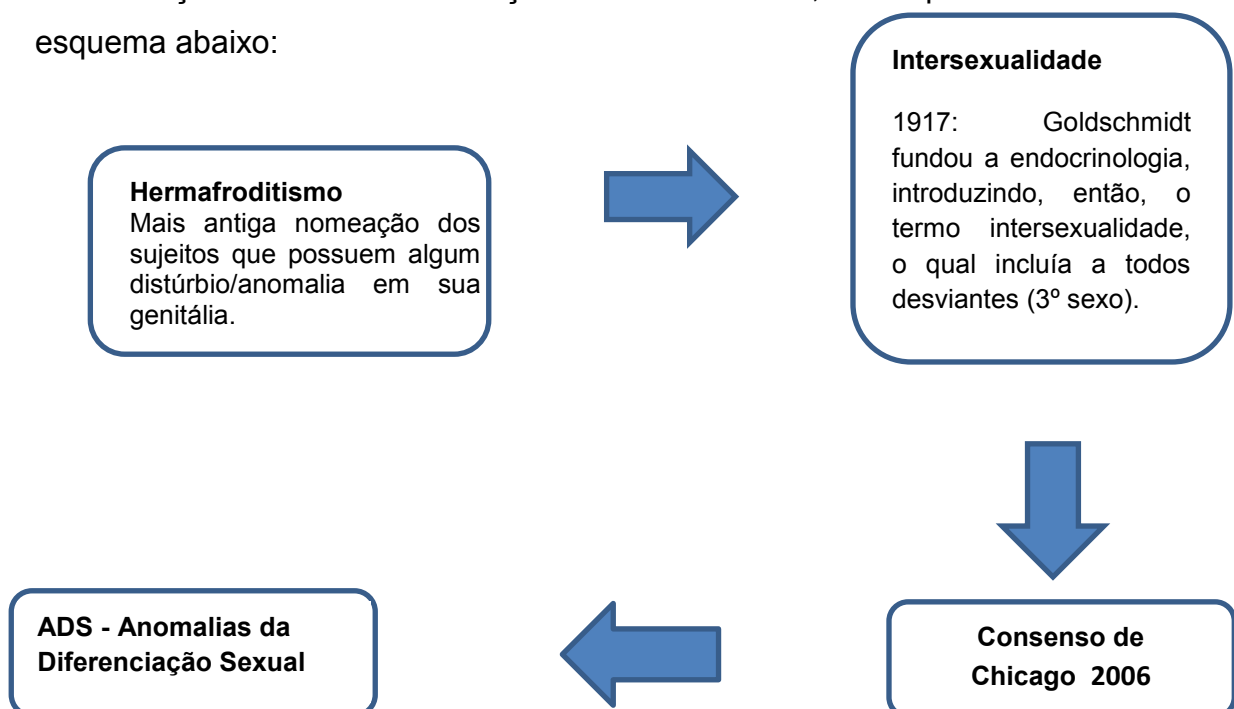 esquema abaixo:
Hermafroditismo
Mais antiga nomeação dos
sujeitos que possuem algum
distúrbio/anomalia em sua
genitália.
Intersexualidade
1917: Goldschmidt
fundou a endocrinologia,
introduzindo, então, o
termo intersexualidade,
o qual incluía a todos
desviantes (3º sexo).
Consenso de
Chicago 2006
ADS - Anomalias da
Diferenciação Sexual